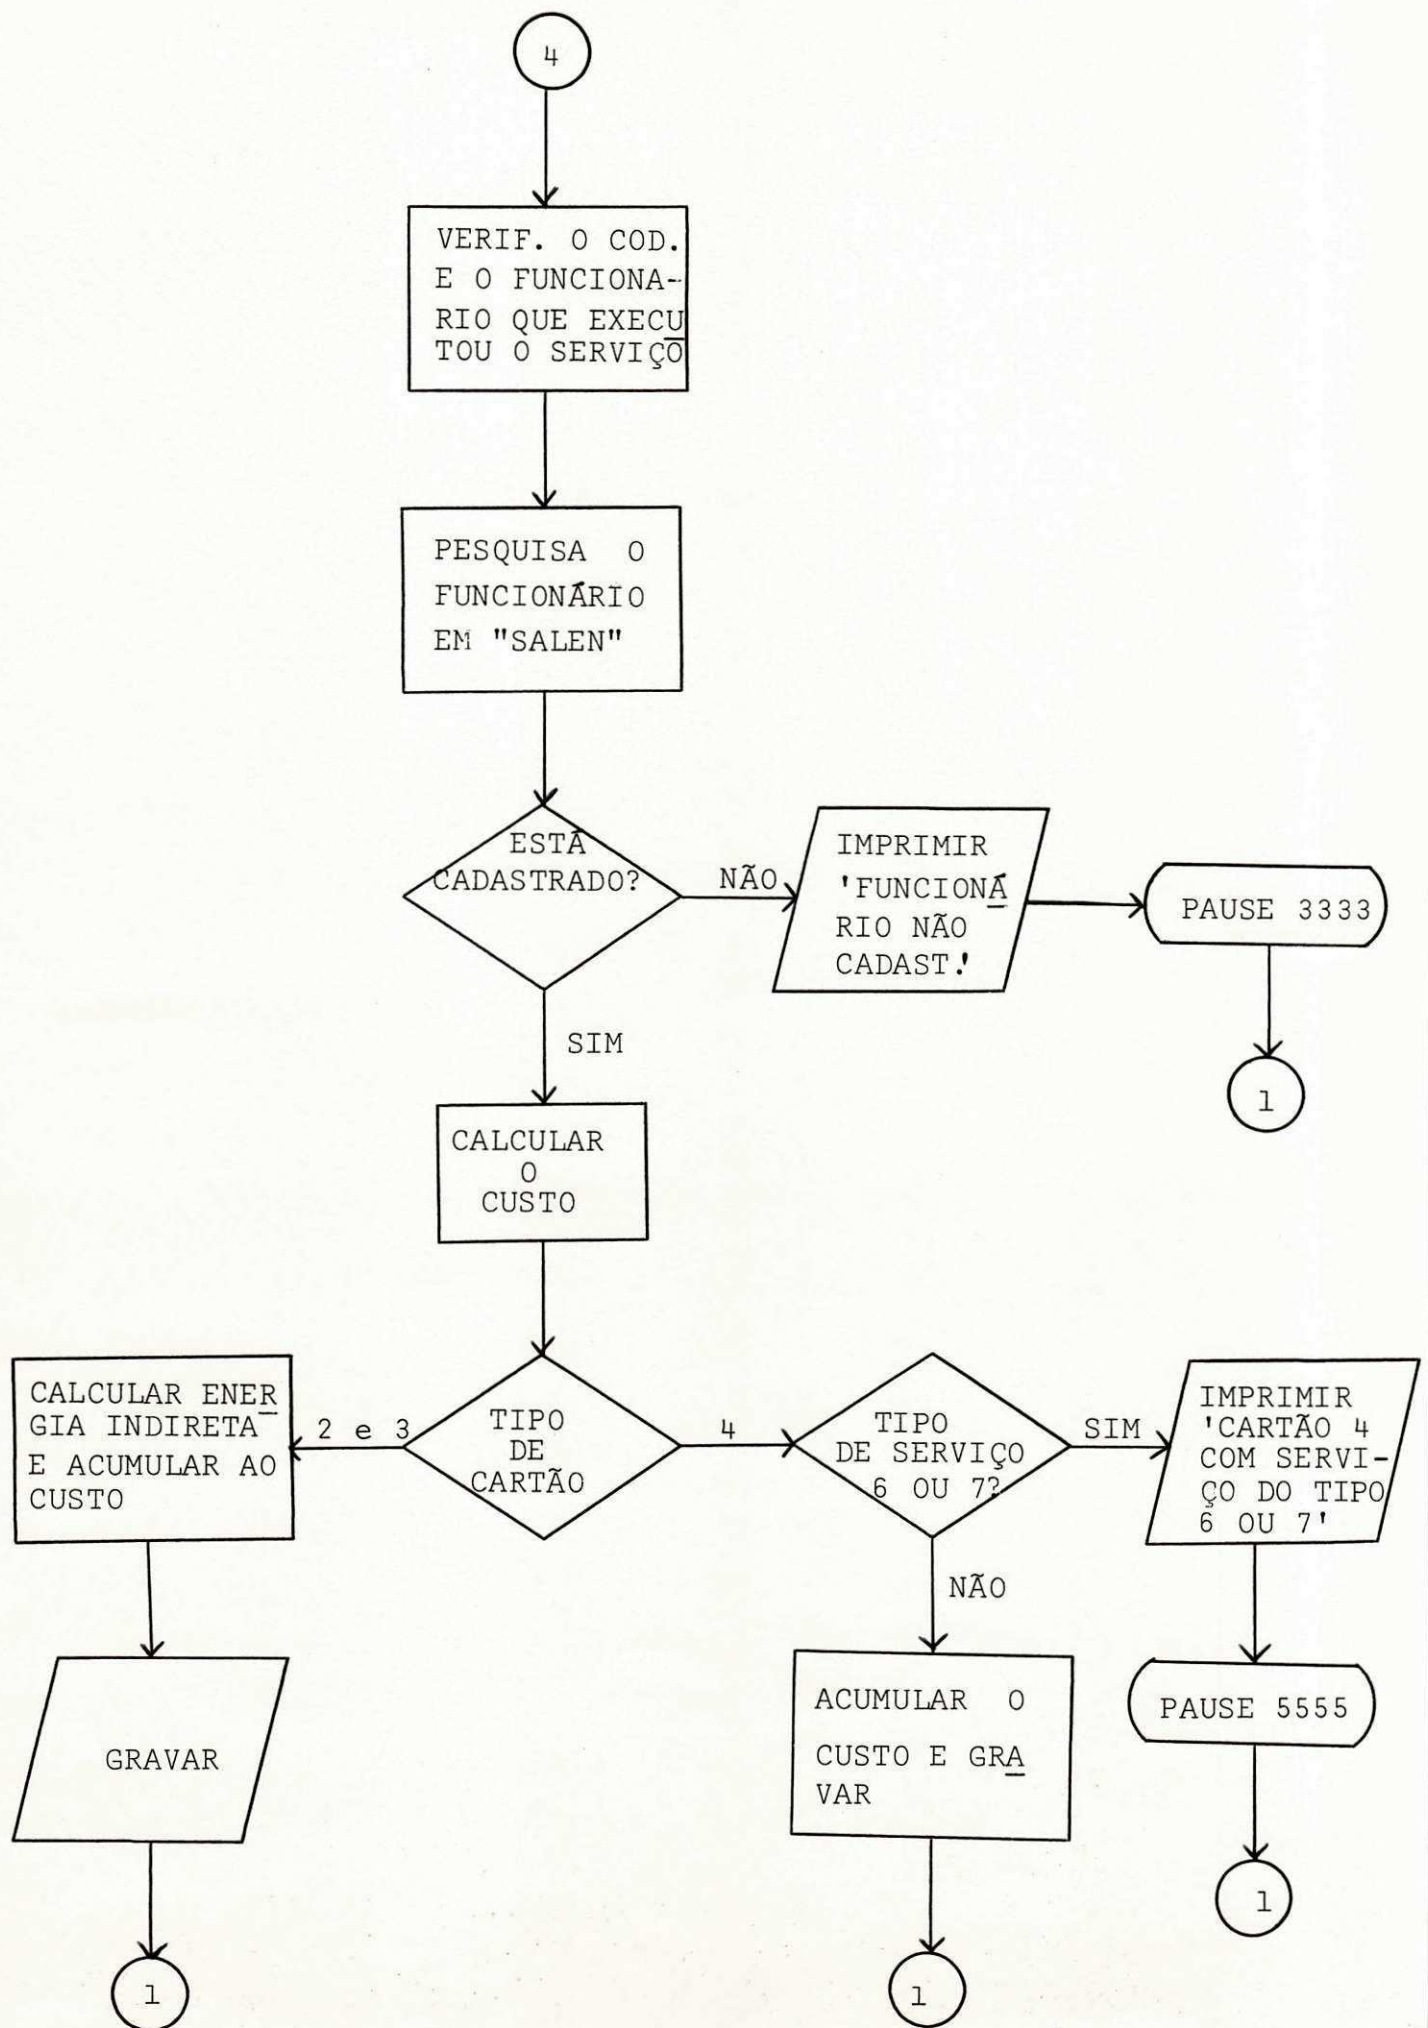 4
VERIF. O COD.
E O FUNCIONA-
RIO QUE EXECU
TOU O SERVIÇO
PESQUISA O
FUNCIONÁRIO
EM "SALEN"
ESTÁ
CADASTRADO?
NÃO
IMPRIMIR
'FUNCIONÁ
RIO NÃO
CADAST.'
PAUSE 3333
1
SIM
CALCULAR
O
CUSTO
CALCULAR ENER
GIA INDIRETA
E ACUMULAR AO
CUSTO
2 e 3
TIPO
DE
CARTÃO
4
TIPO
DE SERVIÇO
6 OU 7?
SIM
IMPRIMIR
'CARTÃO 4
COM SERVI-
ÇO DO TIPO
6 OU 7'
NÃO
GRAVAR
ACUMULAR O
CUSTO E GRA
VAR
PAUSE 5555
1
1
1